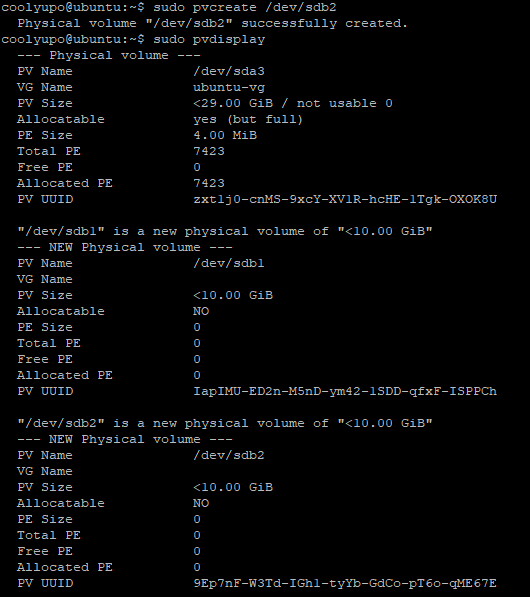 coolyupo@ubuntu:~$ sudo pvcreate /dev/sdb2
  Physical volume "/dev/sdb2" successfully created.
coolyupo@ubuntu:~$ sudo pvdisplay
  --- Physical volume ---
  PV Name               /dev/sda3
  VG Name               ubuntu-vg
  PV Size               <29.00 GiB / not usable 0
  Allocatable           yes (but full)
  PE Size               4.00 MiB
  Total PE              7423
  Free PE               0
  Allocated PE          7423
  PV UUID               zxt1j0-cnMS-9xcY-XV1R-hcHE-1Tgk-OXOK8U

  "/dev/sdb1" is a new physical volume of "<10.00 GiB"
  --- NEW Physical volume ---
  PV Name               /dev/sdb1
  VG Name
  PV Size               <10.00 GiB
  Allocatable           NO
  PE Size               0
  Total PE              0
  Free PE               0
  Allocated PE          0
  PV UUID               IapIMU-ED2n-M5nD-ym42-1SDD-qfxF-ISPPCh

  "/dev/sdb2" is a new physical volume of "<10.00 GiB"
  --- NEW Physical volume ---
  PV Name               /dev/sdb2
  VG Name
  PV Size               <10.00 GiB
  Allocatable           NO
  PE Size               0
  Total PE              0
  Free PE               0
  Allocated PE          0
  PV UUID               9Ep7nF-W3Td-IGh1-tyYb-GdCo-pT6o-qME67E